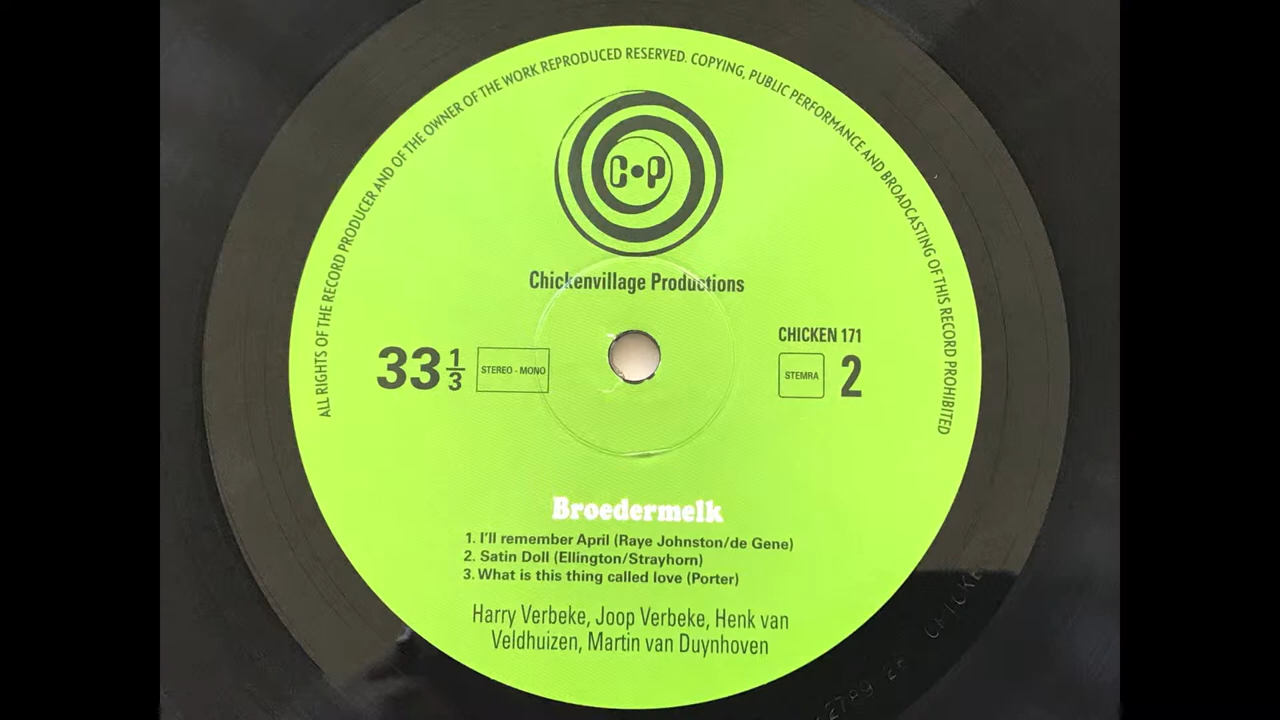 ALL RIGHTS OF THE RECORD PRODUCER AND OF THE OWNER OF THE WORK REPRODUCED RESERVED. COPYING, PUBLIC PERFORMANCE AND BROADCASTING OF THIS RECORD PROHIBITED
C•P
Chickenvillage Productions
CHICKEN 171
33 1/3
STEREO - MONO
STEMRA
2
Broedermelk
1. I'll remember April (Raye Johnston/de Gene)
2. Satin Doll (Ellington/Strayhorn)
3. What is this thing called love (Porter)
Harry Verbeke, Joop Verbeke, Henk van
Veldhuizen, Martin van Duynhoven